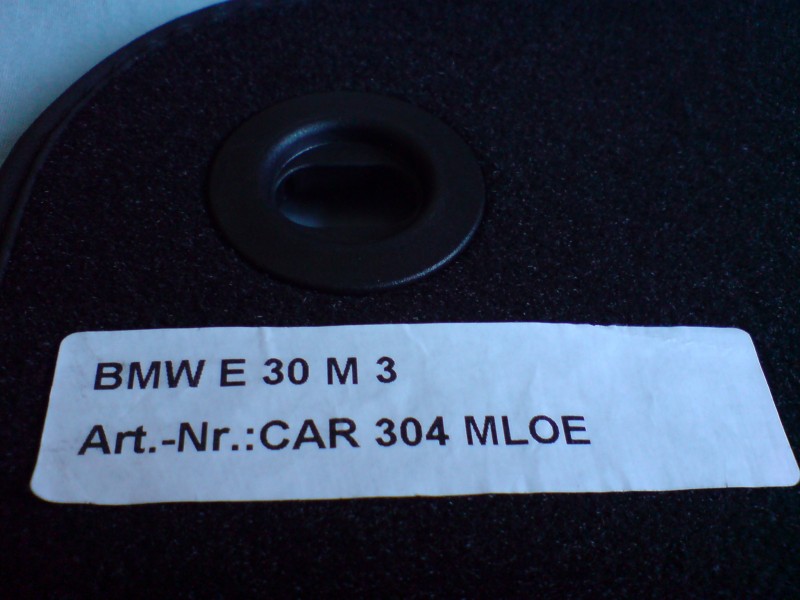 BMW E 30 M 3
Art.-Nr.:CAR 304 MLOE